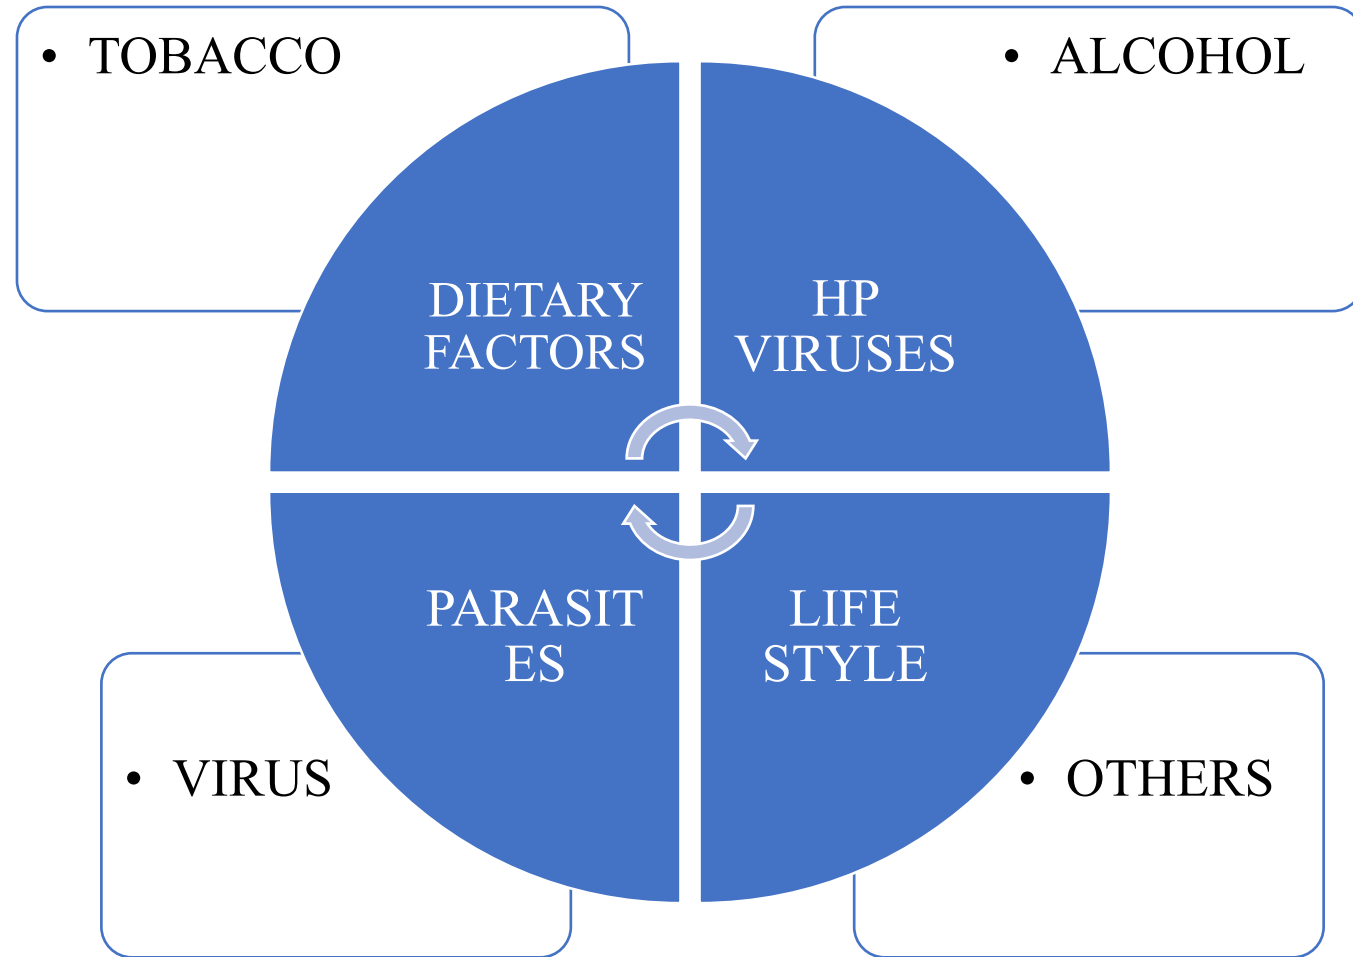 • TOBACCO
• ALCOHOL
DIETARY
FACTORS
HP
VIRUSES
PARASIT
ES
LIFE
STYLE
• VIRUS
• OTHERS